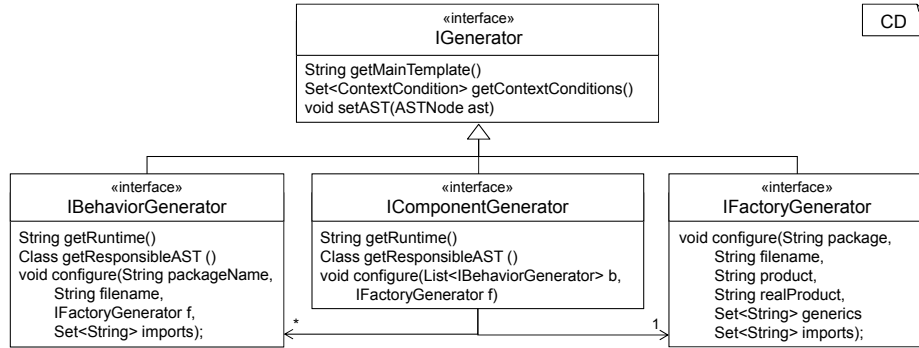 «interface»
IGenerator
CD
String getMainTemplate()
Set<ContextCondition> getContextConditions()
void setAST(ASTNode ast)
«interface»
IBehaviorGenerator
String getRuntime()
Class getResponsibleAST ()
void configure(String packageName,
String filename,
IFactoryGenerator f,
Set<String> imports);
«interface»
IComponentGenerator
String getRuntime()
Class getResponsibleAST ()
void configure(List<IBehaviorGenerator> b,
IFactoryGenerator f)
«interface»
IFactoryGenerator
void configure(String package,
String filename,
String product,
String realProduct,
Set<String> generics
Set<String> imports);
*
1